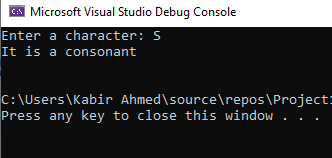 Microsoft Visual Studio Debug Console
Enter a character: S
It is a consonant
C:\Users\Kabir Ahmed\source\repos\Project1
Press any key to close this window . . .